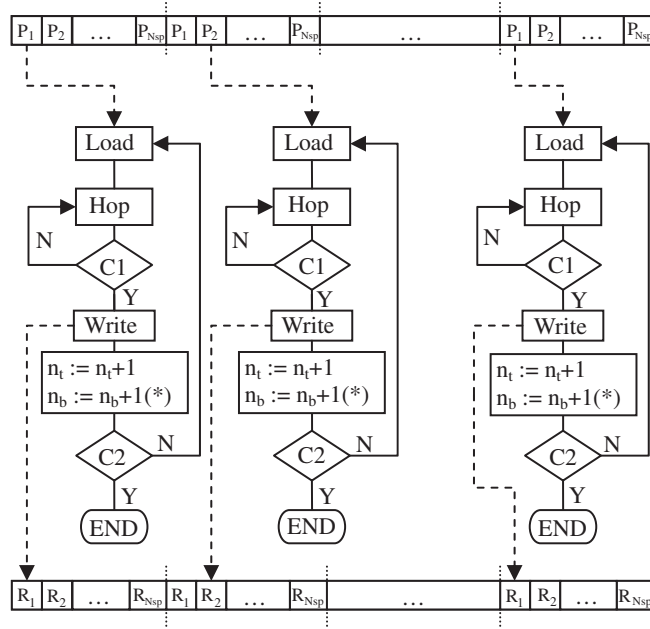 P1 P2 ... PNsp P1 P2 ... PNsp ... P1 P2 ... PNsp
Load Load Load
Hop Hop Hop
N N N
C1 C1 C1
Y Y Y
Write Write Write
nt := nt+1 nt := nt+1 nt := nt+1
nb := nb+1(*) nb := nb+1(*) nb := nb+1(*)
N N N
C2 C2 C2
Y Y Y
END END END
R1 R2 ... RNsp R1 R2 ... RNsp ... R1 R2 ... RNsp